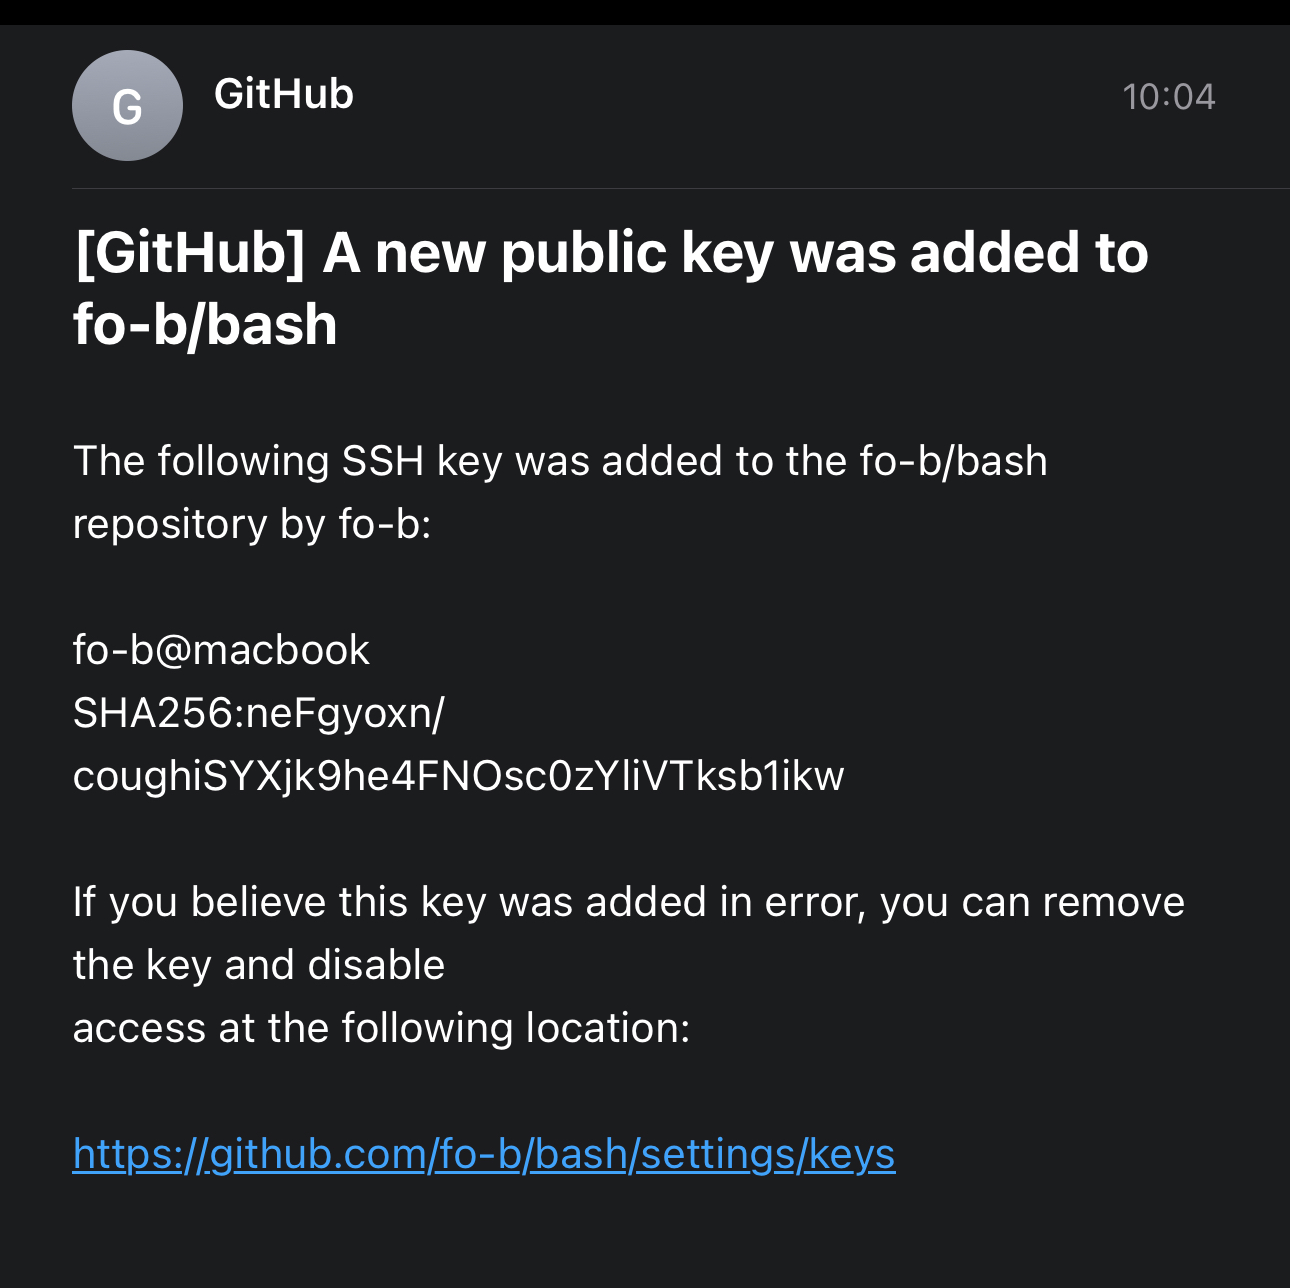 G
GitHub
10:04
[GitHub] A new public key was added to
fo-b/bash
The following SSH key was added to the fo-b/bash
repository by fo-b:
fo-b@macbook
SHA256:neFgyoxn/
coughiSYXjk9he4FNOsc0zYliVTksb1ikw
If you believe this key was added in error, you can remove
the key and disable
access at the following location:
https://github.com/fo-b/bash/settings/keys